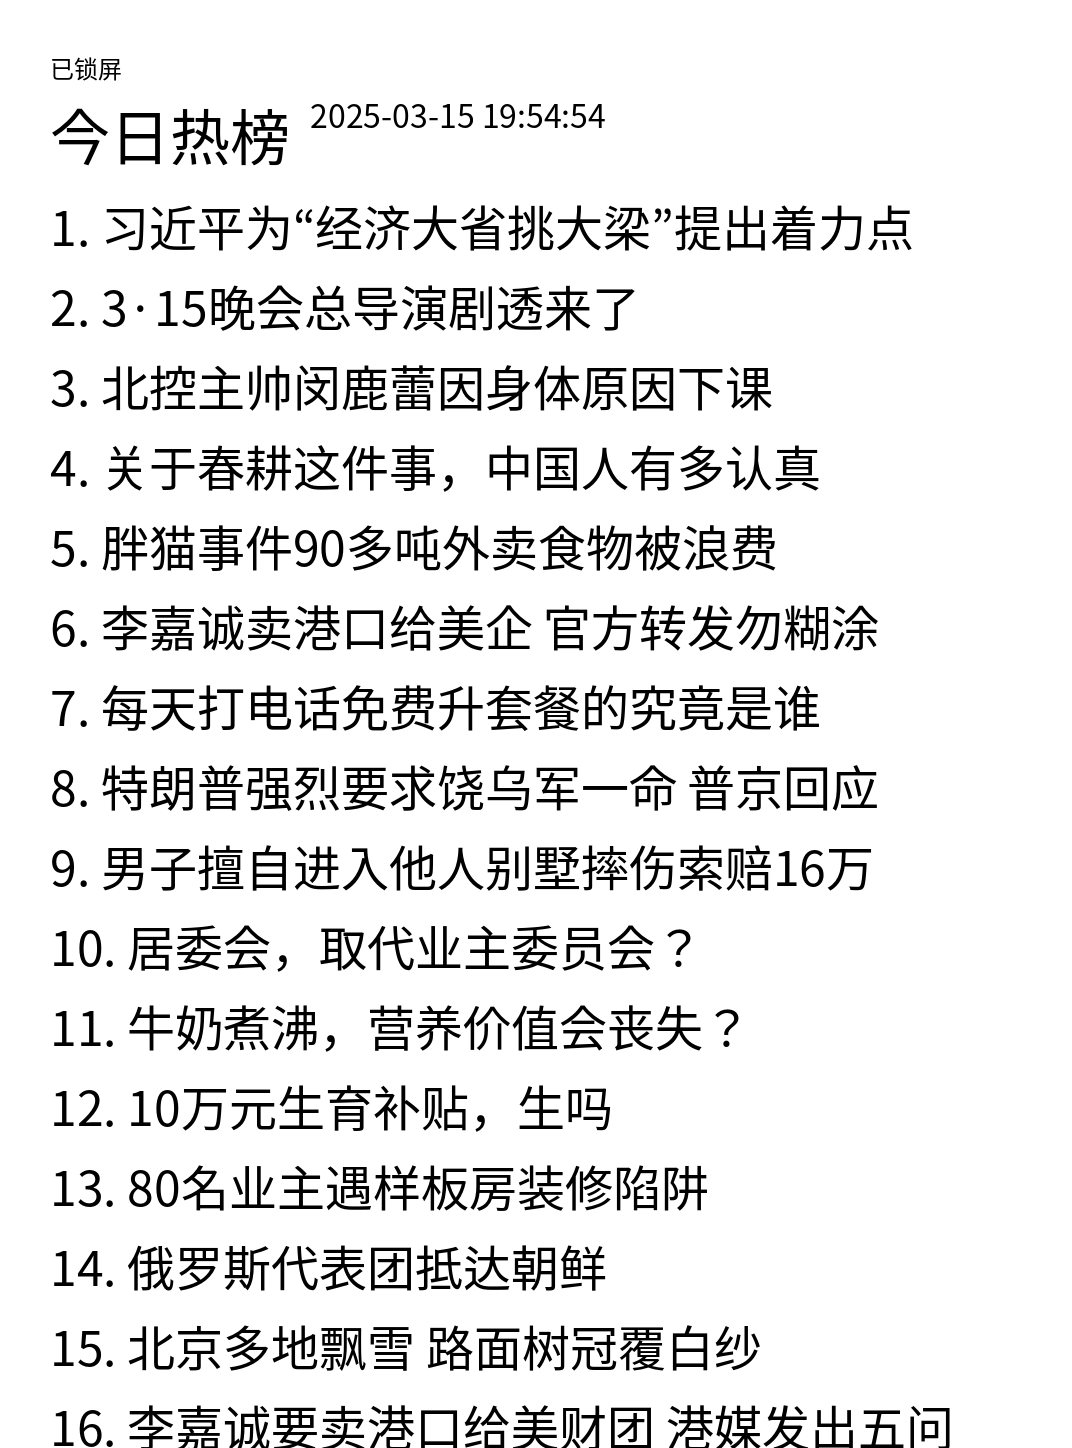 已锁屏
今日热榜 2025-03-15 19:54:54
1. 习近平为“经济大省挑大梁”提出着力点
2. 3·15晚会总导演剧透来了
3. 北控主帅闵鹿蕾因身体原因下课
4. 关于春耕这件事，中国人有多认真
5. 胖猫事件90多吨外卖食物被浪费
6. 李嘉诚卖港口给美企 官方转发勿糊涂
7. 每天打电话免费升套餐的究竟是谁
8. 特朗普强烈要求饶乌军一命 普京回应
9. 男子擅自进入他人别墅摔伤索赔16万
10. 居委会，取代业主委员会？
11. 牛奶煮沸，营养价值会丧失？
12. 10万元生育补贴，生吗
13. 80名业主遇样板房装修陷阱
14. 俄罗斯代表团抵达朝鲜
15. 北京多地飘雪 路面树冠覆白纱
16. 李嘉诚要卖港口给美财团 港媒发出五问